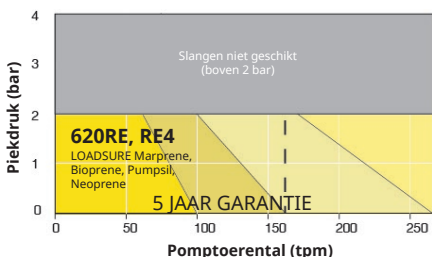 Piekdruk (bar)
4
3
2
1
0
Slangen niet geschikt
(boven 2 bar)
620RE, RE4
LOADSURE Marprene,
Bioprene, Pumpsil,
Neoprene
5 JAAR GARANTIE
0 50 100 150 200 250
Pomptoerental (tpm)